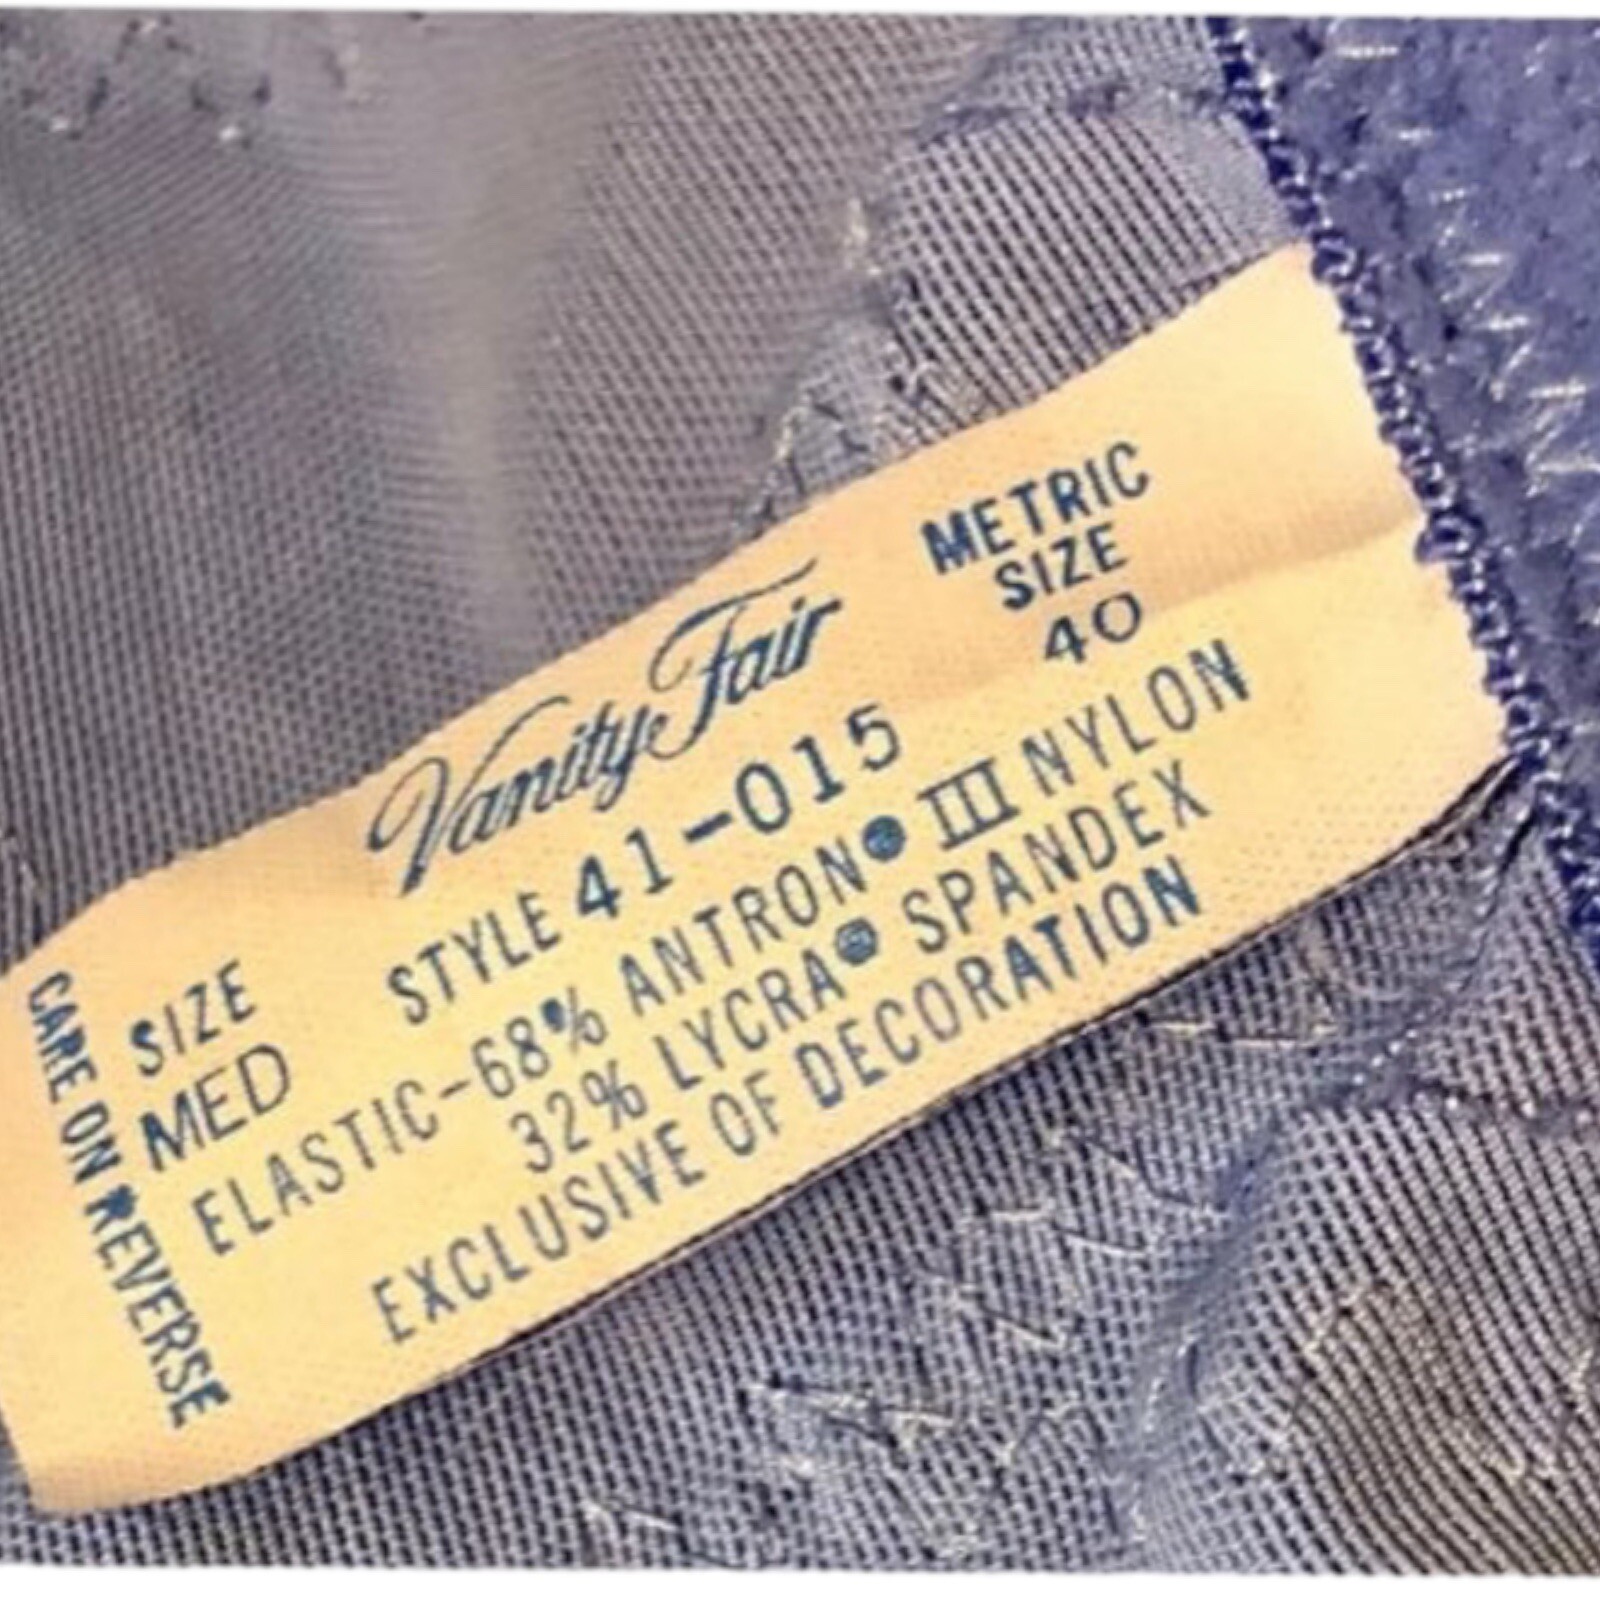 Vanity Fair
METRIC
SIZE
40
SIZE
MED
STYLE 41-015
ELASTIC-68% ANTRON® III NYLON
32% LYCRA® SPANDEX
EXCLUSIVE OF DECORATION
CARE ON REVERSE